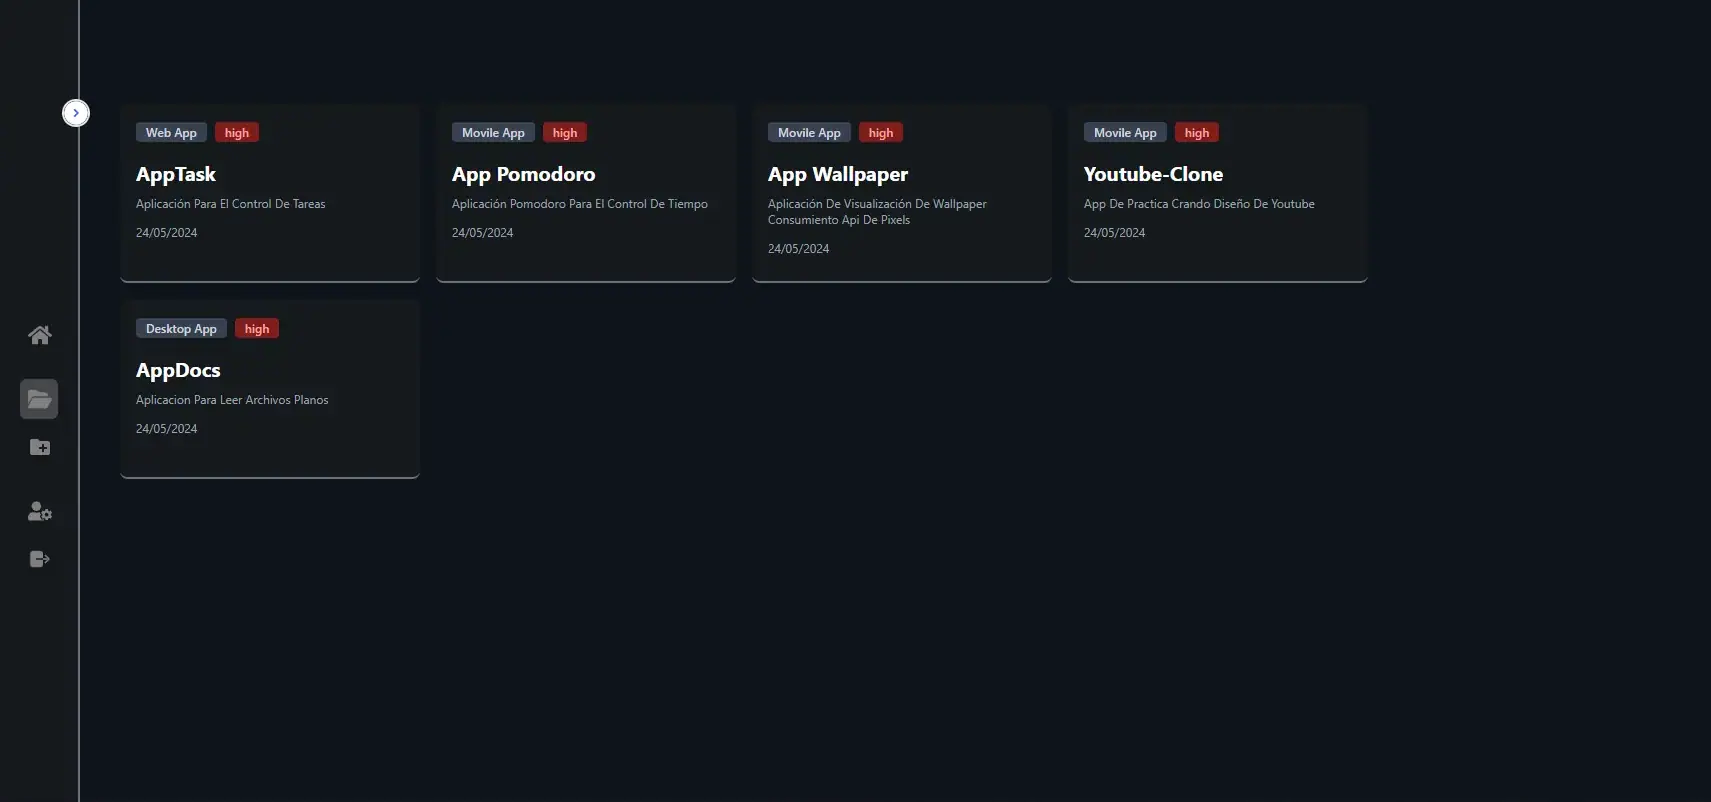 Web App high
AppTask
Aplicación Para El Control De Tareas
24/05/2024
Movile App high
App Pomodoro
Aplicación Pomodoro Para El Control De Tiempo
24/05/2024
Movile App high
App Wallpaper
Aplicación De Visualización De Wallpaper
Consumiento Api De Pixels
24/05/2024
Movile App high
Youtube-Clone
App De Practica Crando Diseño De Youtube
24/05/2024
Desktop App high
AppDocs
Aplicacion Para Leer Archivos Planos
24/05/2024